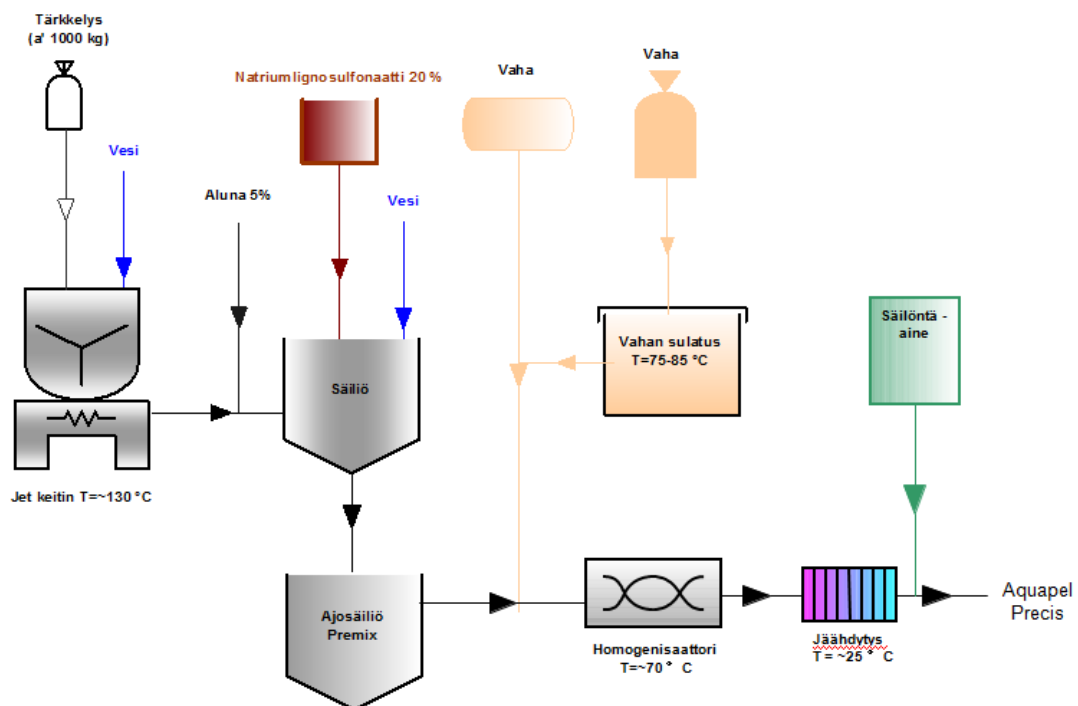 Tärkkelys
(a' 1000 kg)
Vesi
Natriumlignosulfonaatti 20 %
Vaha
Vaha
Aluna 5%
Vesi
Säiliö
Vahan sulatus
T=75-85 °C
Säilöntä -
aine
Jet keitin T=~130 °C
Ajosäiliö
Premix
Homogenisaattori
T=~70° C
Jäähdytys
T = ~25° C
Aquapel
Precis